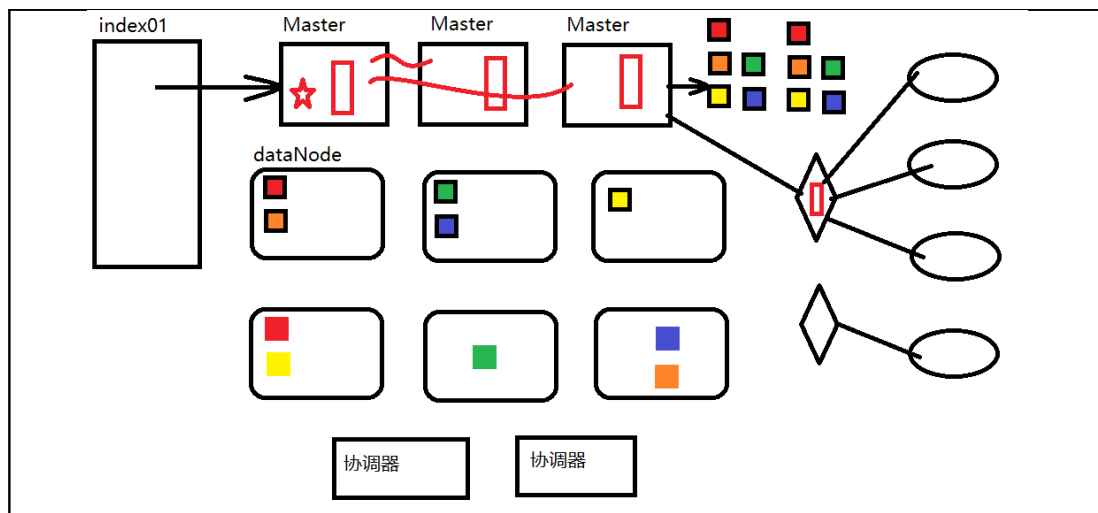 index01
Master
Master
Master
dataNode
协调器
协调器